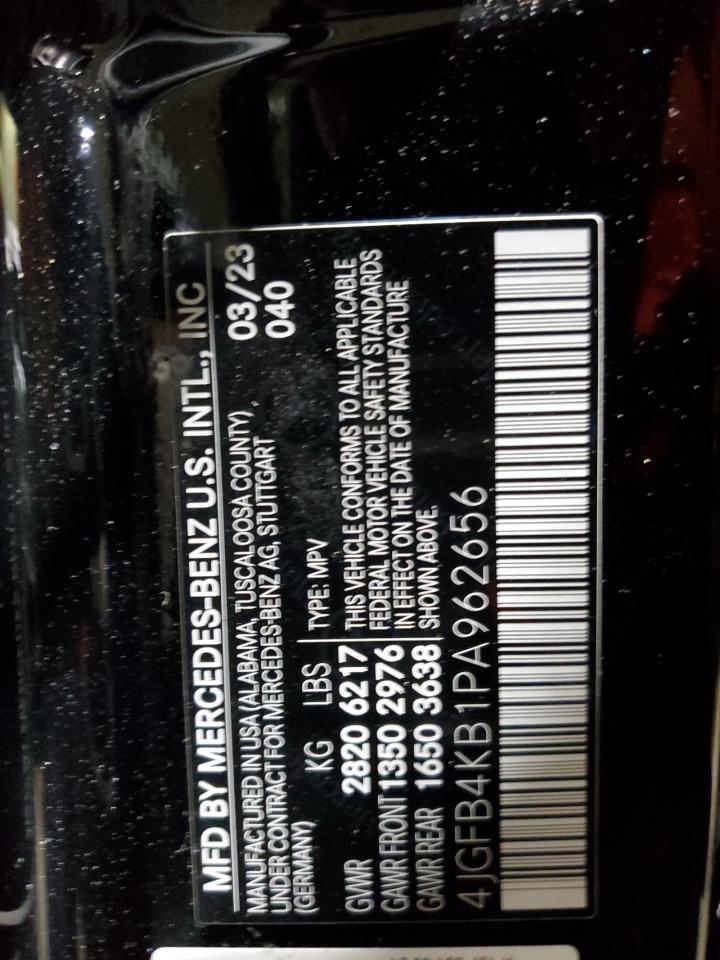 MFD BY MERCEDES-BENZ U.S. INTL., INC
MANUFACTURED IN USA (ALABAMA, TUSCALOOSA COUNTY) 03/23
UNDER CONTRACT FOR MERCEDES-BENZ AG, STUTTGART 040
(GERMANY)
KG LBS TYPE: MPV
GVWR 2820 6217 THIS VEHICLE CONFORMS TO ALL APPLICABLE
GAWR FRONT 1350 2976 FEDERAL MOTOR VEHICLE SAFETY STANDARDS
IN EFFECT ON THE DATE OF MANUFACTURE
GAWR REAR 1650 3638 SHOWN ABOVE.
4JGFB4KB1PA962656